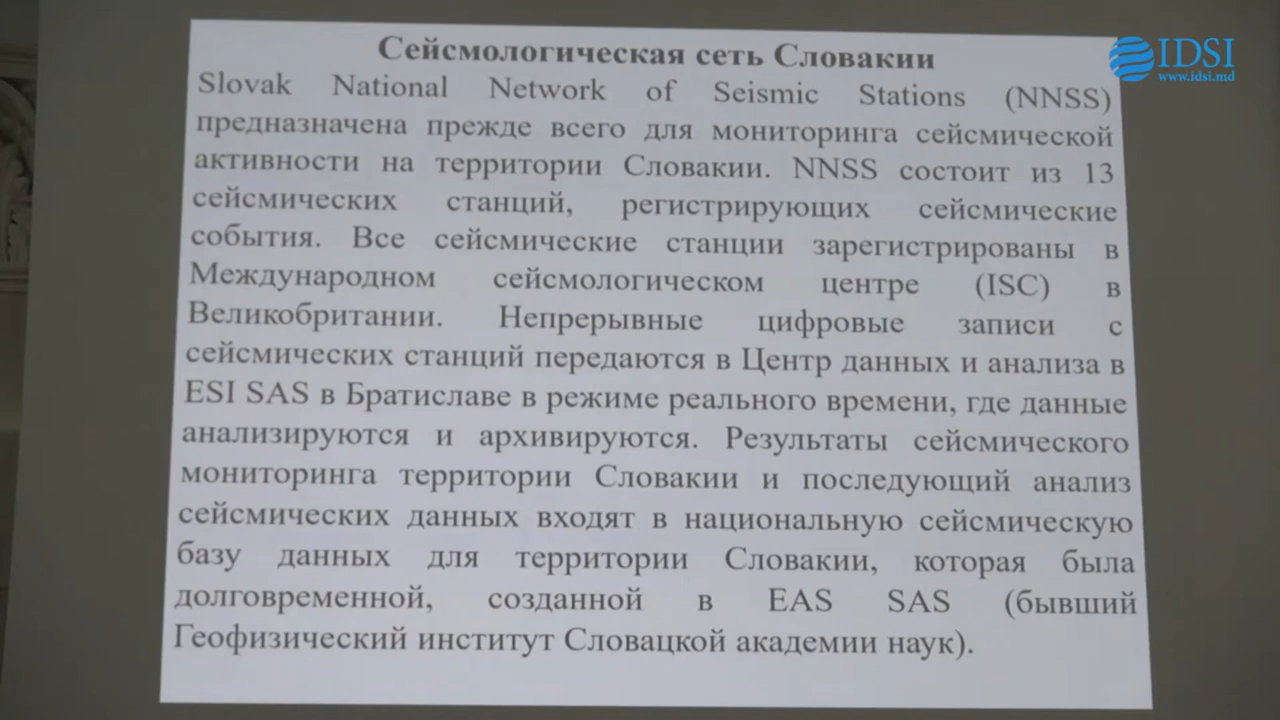 Сейсмологическая сеть Словакии
IDSI
www.idsi.md
Slovak National Network of Seismic Stations (NNSS)
предназначена прежде всего для мониторинга сейсмической
активности на территории Словакии. NNSS состоит из 13
сейсмических станций, регистрирующих сейсмические
события. Все сейсмические станции зарегистрированы в
Международном сейсмологическом центре (ISC) в
Великобритании. Непрерывные цифровые записи с
сейсмических станций передаются в Центр данных и анализа в
ESI SAS в Братиславе в режиме реального времени, где данные
анализируются и архивируются. Результаты сейсмического
мониторинга территории Словакии и последующий анализ
сейсмических данных входят в национальную сейсмическую
базу данных для территории Словакии, которая была
долговременной, созданной в EAS SAS (бывший
Геофизический институт Словацкой академии наук).